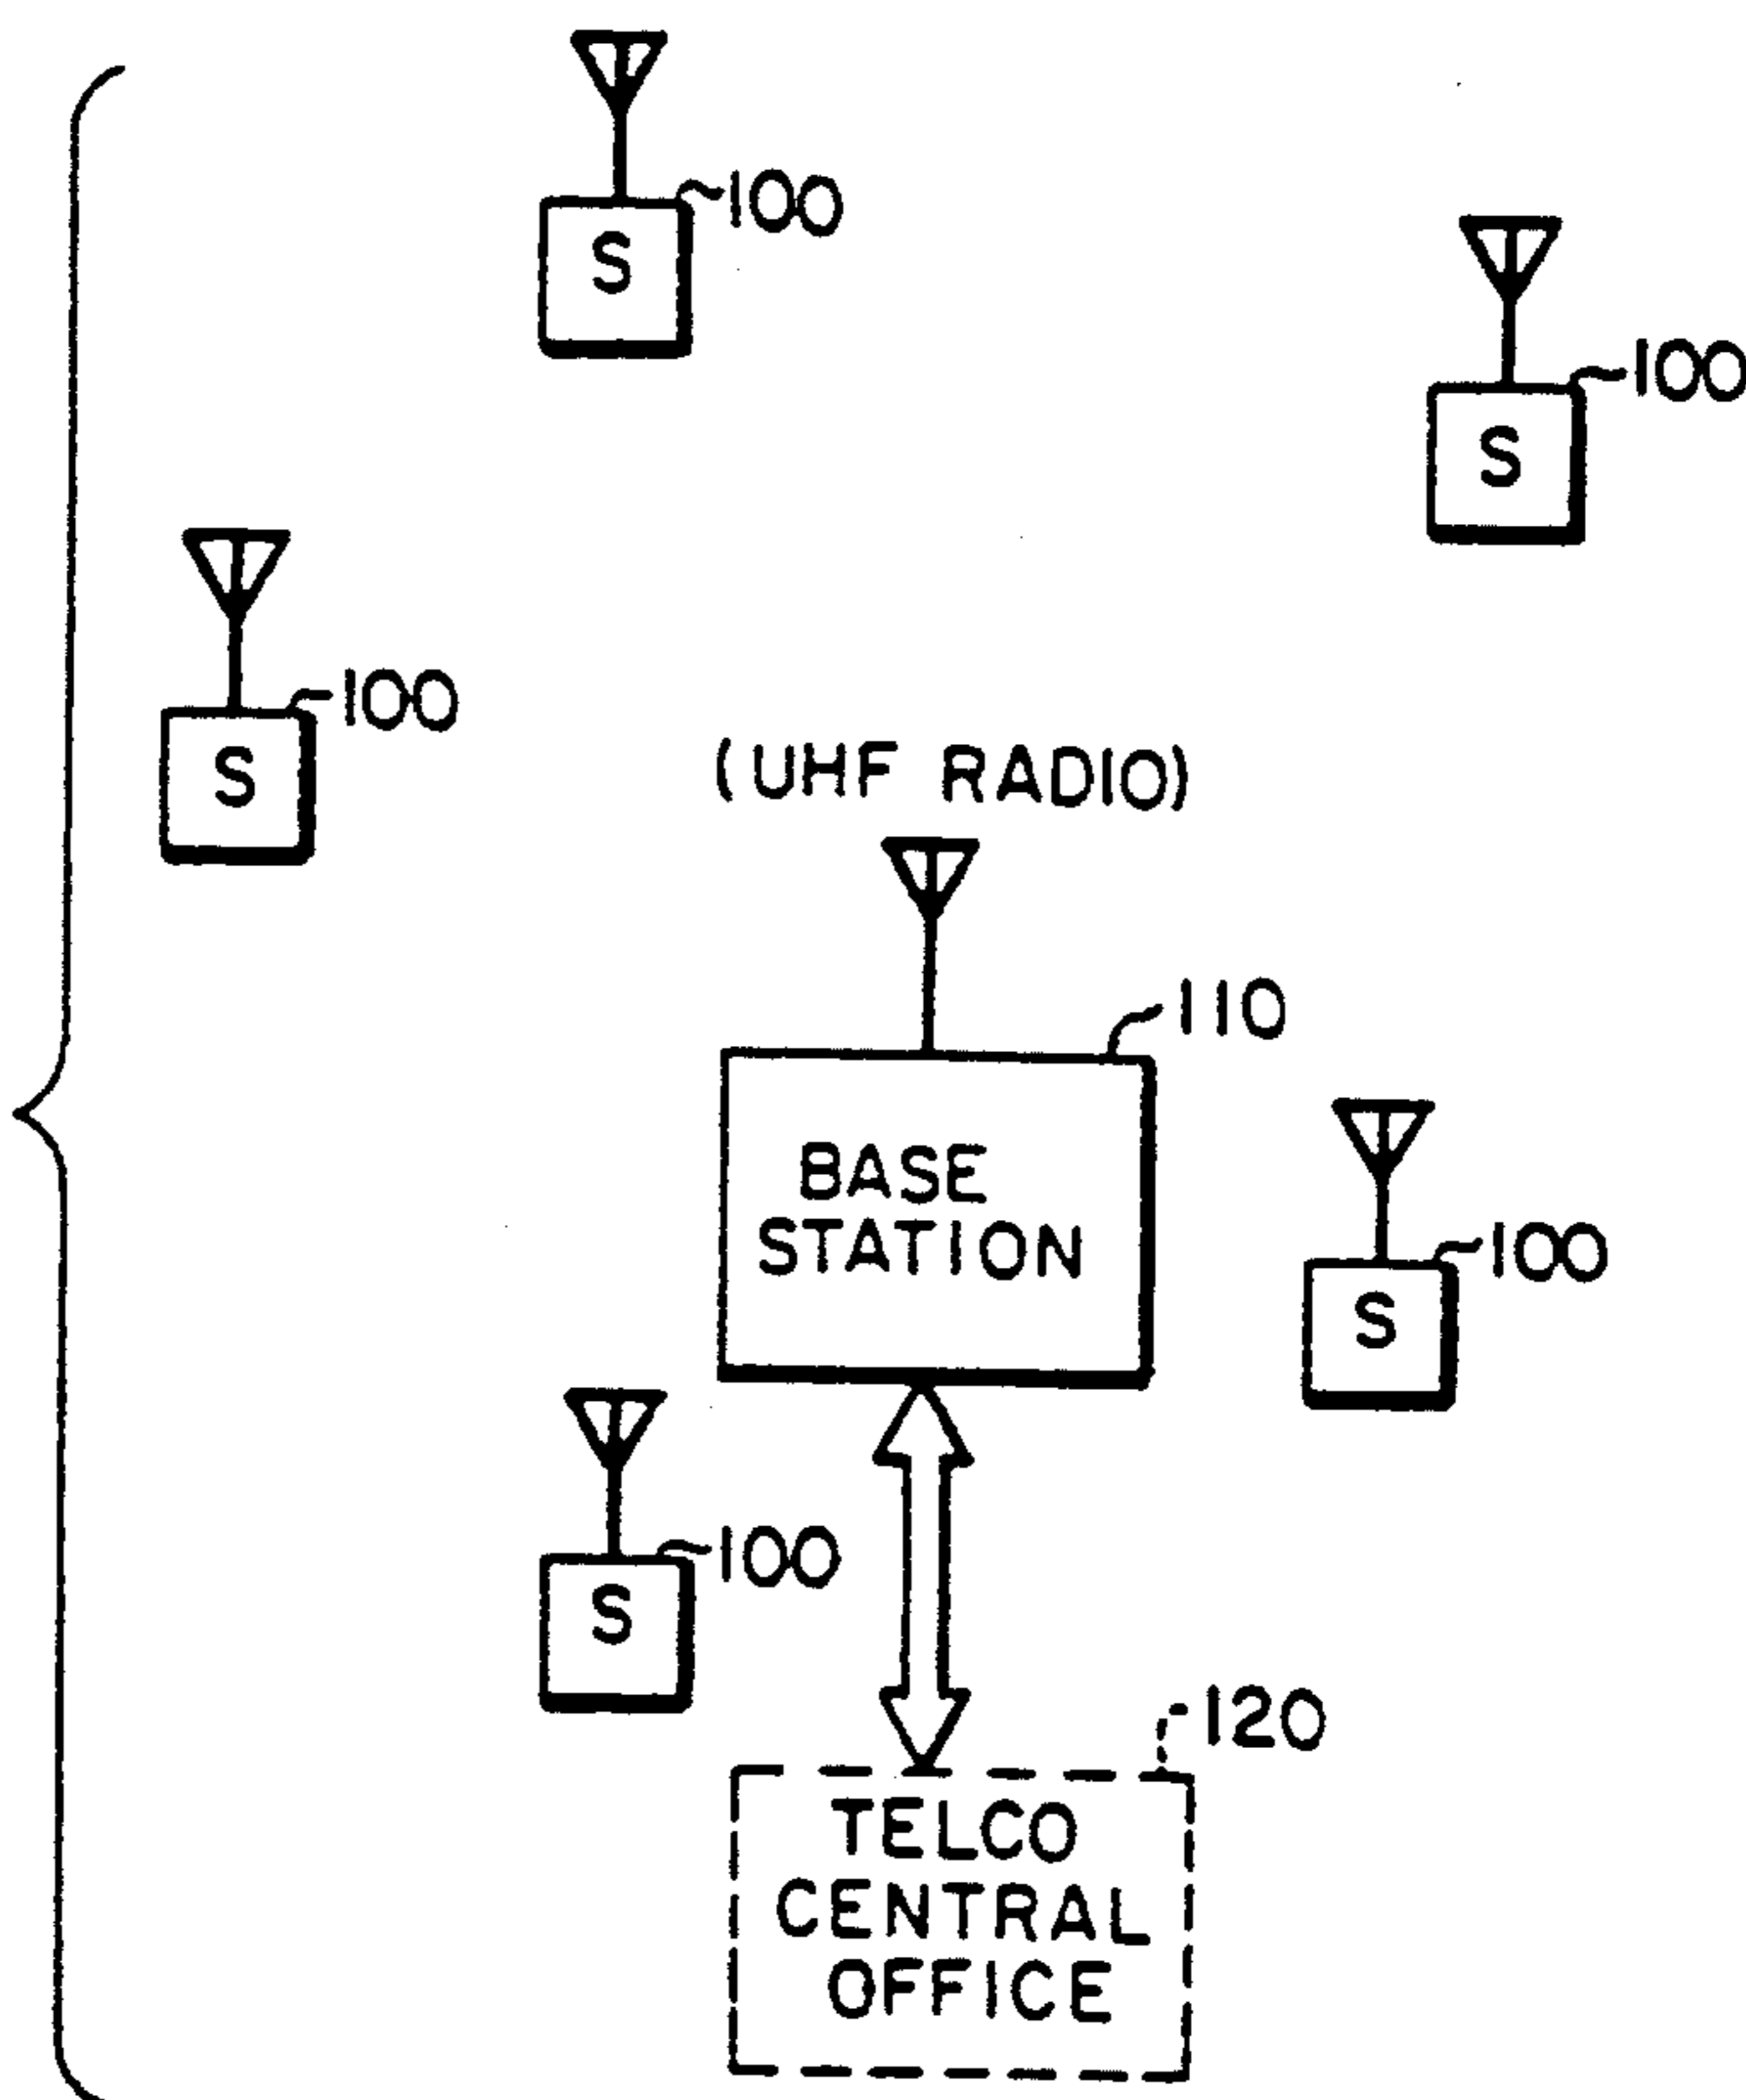 100
S
100
S
100
S
(UHF RADIO)
110
BASE
STATION
100
S
100
S
120
TELCO
CENTRAL
OFFICE